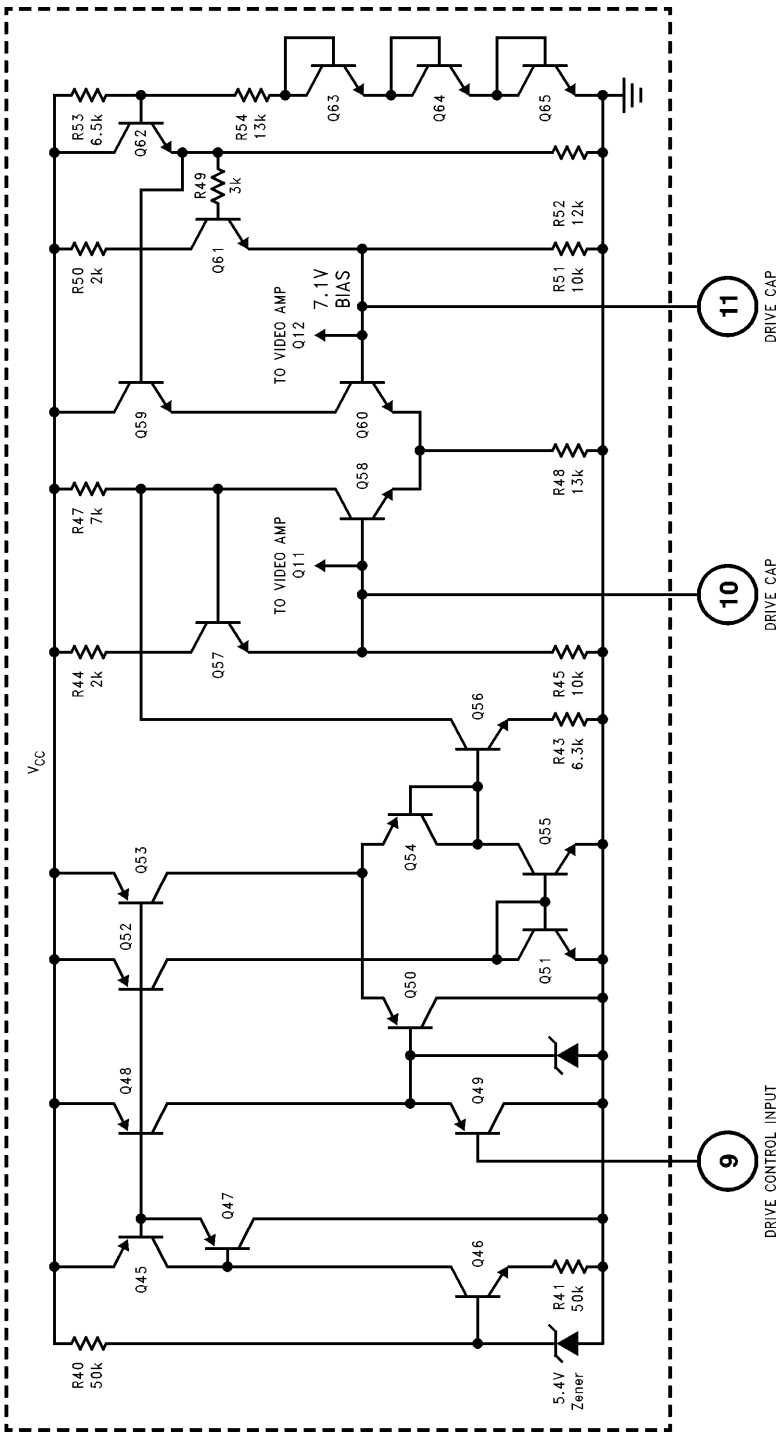 VCC
R40
50k
5.4V
Zener
Q45
Q46
R41
50k
Q47
Q48
Q49
9
DRIVE CONTROL INPUT
Q50
Q52
Q51
Q53
Q54
Q55
Q56
R43
6.3k
R44
2k
Q57
R45
10k
10
DRIVE CAP
TO VIDEO AMP
Q11
R47
7k
Q58
R48
13k
Q59
Q60
TO VIDEO AMP
Q12
7.1V
BIAS
11
DRIVE CAP
R50
2k
Q61
R51
10k
R49
3k
R52
12k
R53
6.5k
Q62
R54
13k
Q63
Q64
Q65